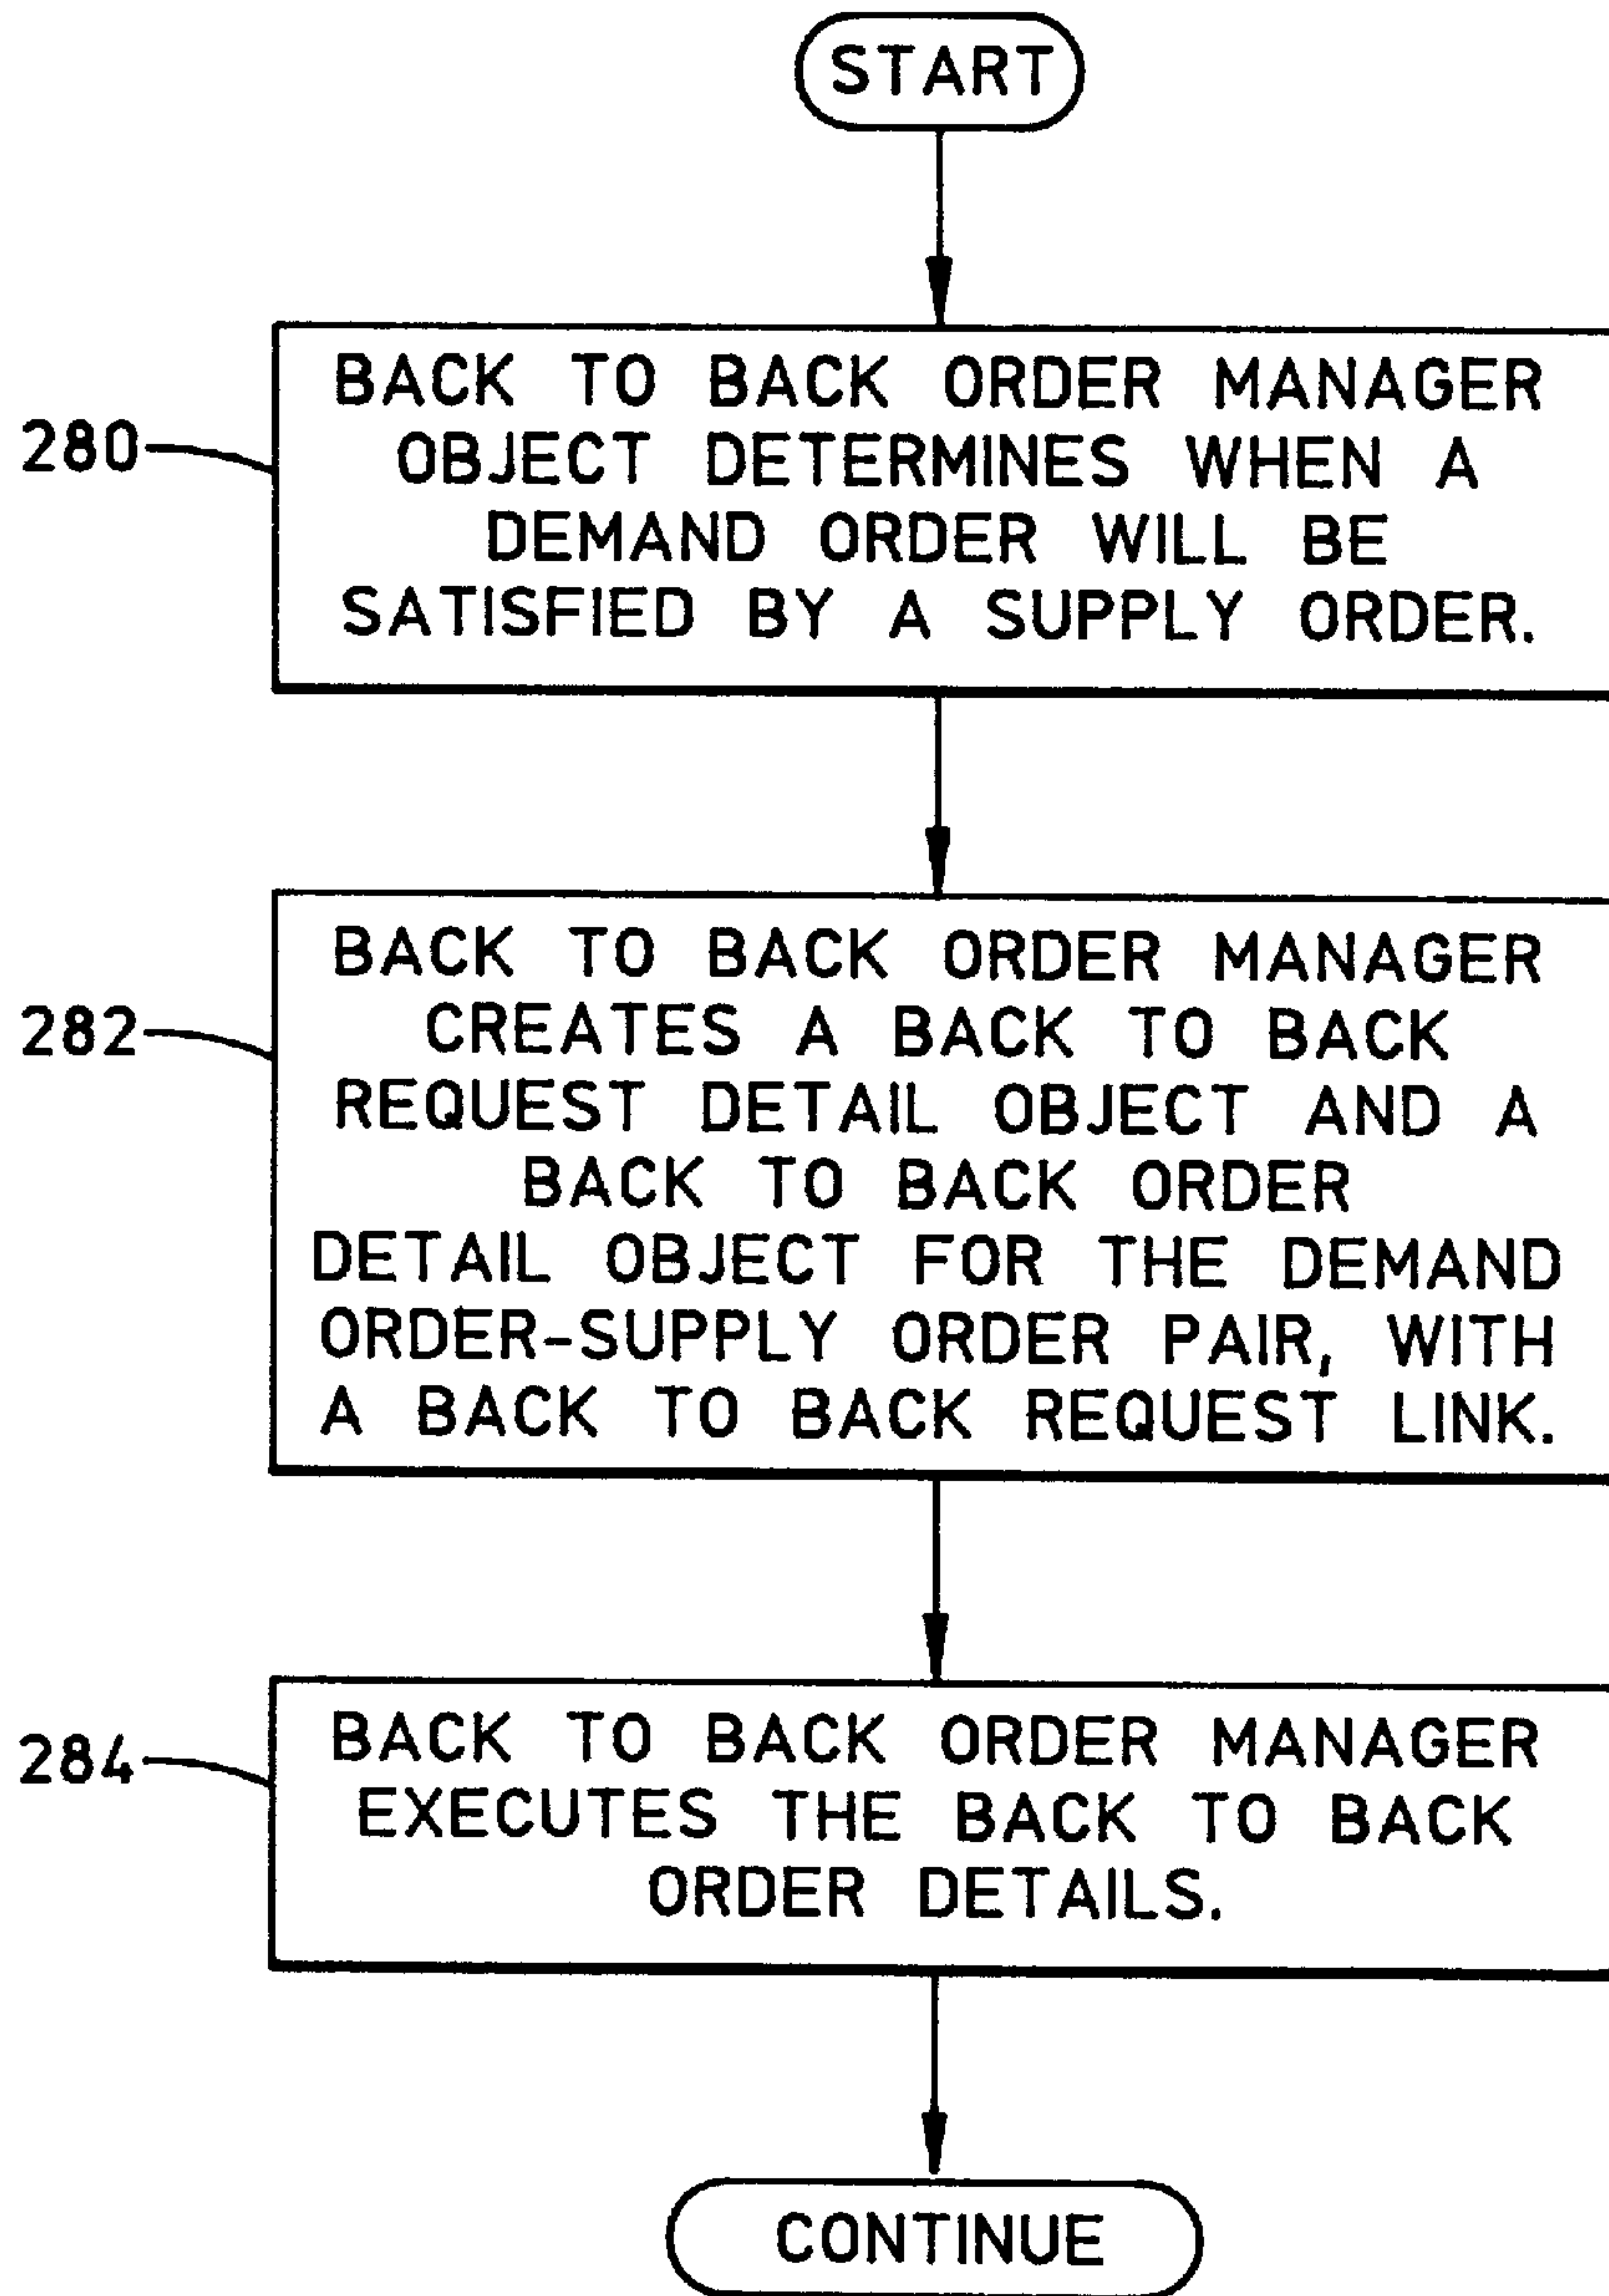 START
280
BACK TO BACK ORDER MANAGER
OBJECT DETERMINES WHEN A
DEMAND ORDER WILL BE
SATISFIED BY A SUPPLY ORDER.
282
BACK TO BACK ORDER MANAGER
CREATES A BACK TO BACK
REQUEST DETAIL OBJECT AND A
BACK TO BACK ORDER
DETAIL OBJECT FOR THE DEMAND
ORDER-SUPPLY ORDER PAIR, WITH
A BACK TO BACK REQUEST LINK.
284
BACK TO BACK ORDER MANAGER
EXECUTES THE BACK TO BACK
ORDER DETAILS.
CONTINUE